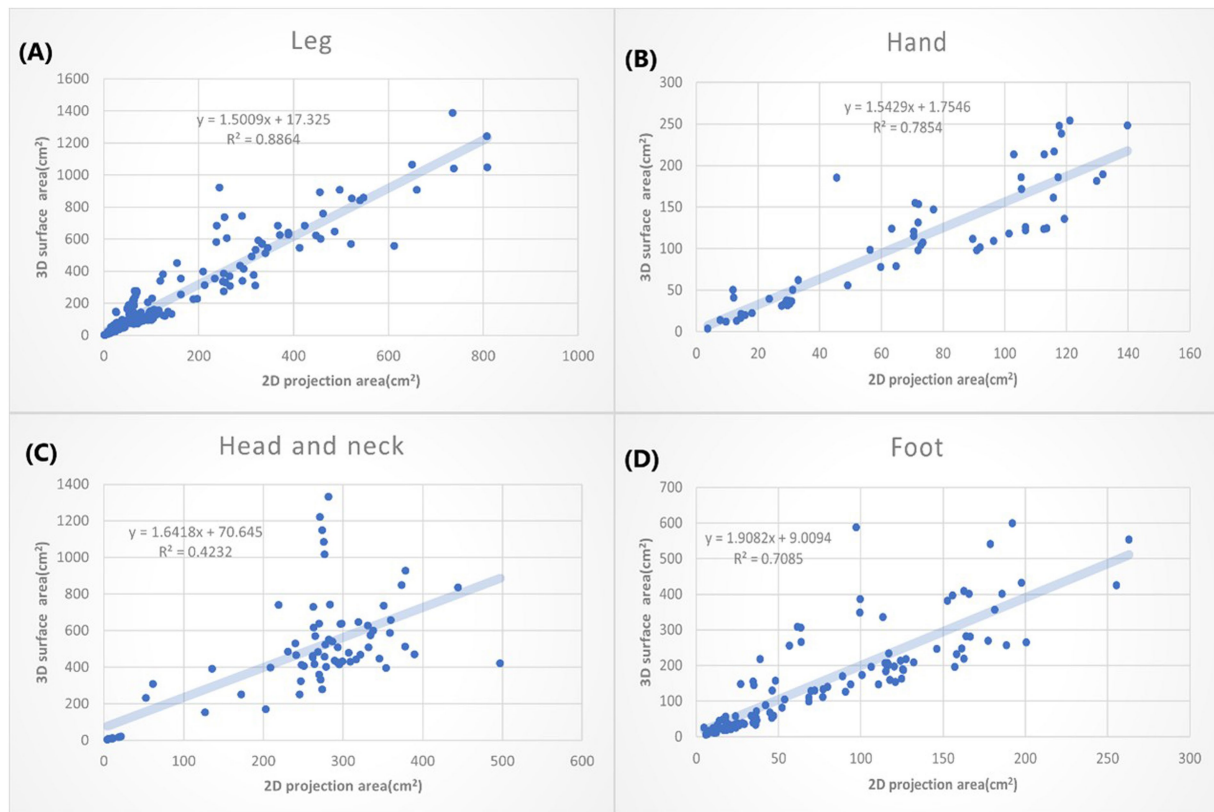 (A)
Leg
y = 1.5009x + 17.325
R² = 0.8864
3D surface area(cm²)
1600
1400
1200
1000
800
600
400
200
0
0 200 400 600 800 1000
2D projection area(cm²)
(B)
Hand
y = 1.5429x + 1.7546
R² = 0.7854
3D surface area(cm²)
300
250
200
150
100
50
0
0 20 40 60 80 100 120 140 160
2D projection area(cm²)
(C)
Head and neck
y = 1.6418x + 70.645
R² = 0.4232
3D surface area(cm²)
1400
1200
1000
800
600
400
200
0
0 100 200 300 400 500 600
2D projection area(cm²)
(D)
Foot
y = 1.9082x + 9.0094
R² = 0.7085
3D surface area(cm²)
700
600
500
400
300
200
100
0
0 50 100 150 200 250 300
2D projection area(cm²)